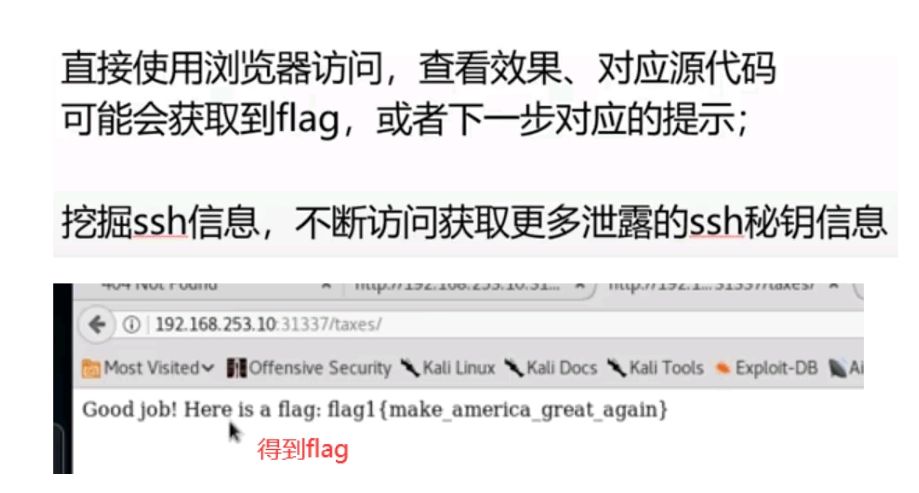 直接使用浏览器访问，查看效果、对应源代码
可能会获取到flag，或者下一步对应的提示；
挖掘ssh信息，不断访问获取更多泄露的ssh秘钥信息
404 Not Found × http://192.168.253.10:31... × http://192.1...31337/taxes/ ×
192.168.253.10:31337/taxes/
Most Visited Offensive Security Kali Linux Kali Docs Kali Tools Exploit-DB Ai
Good job! Here is a flag: flag1{make_america_great_again}
得到flag